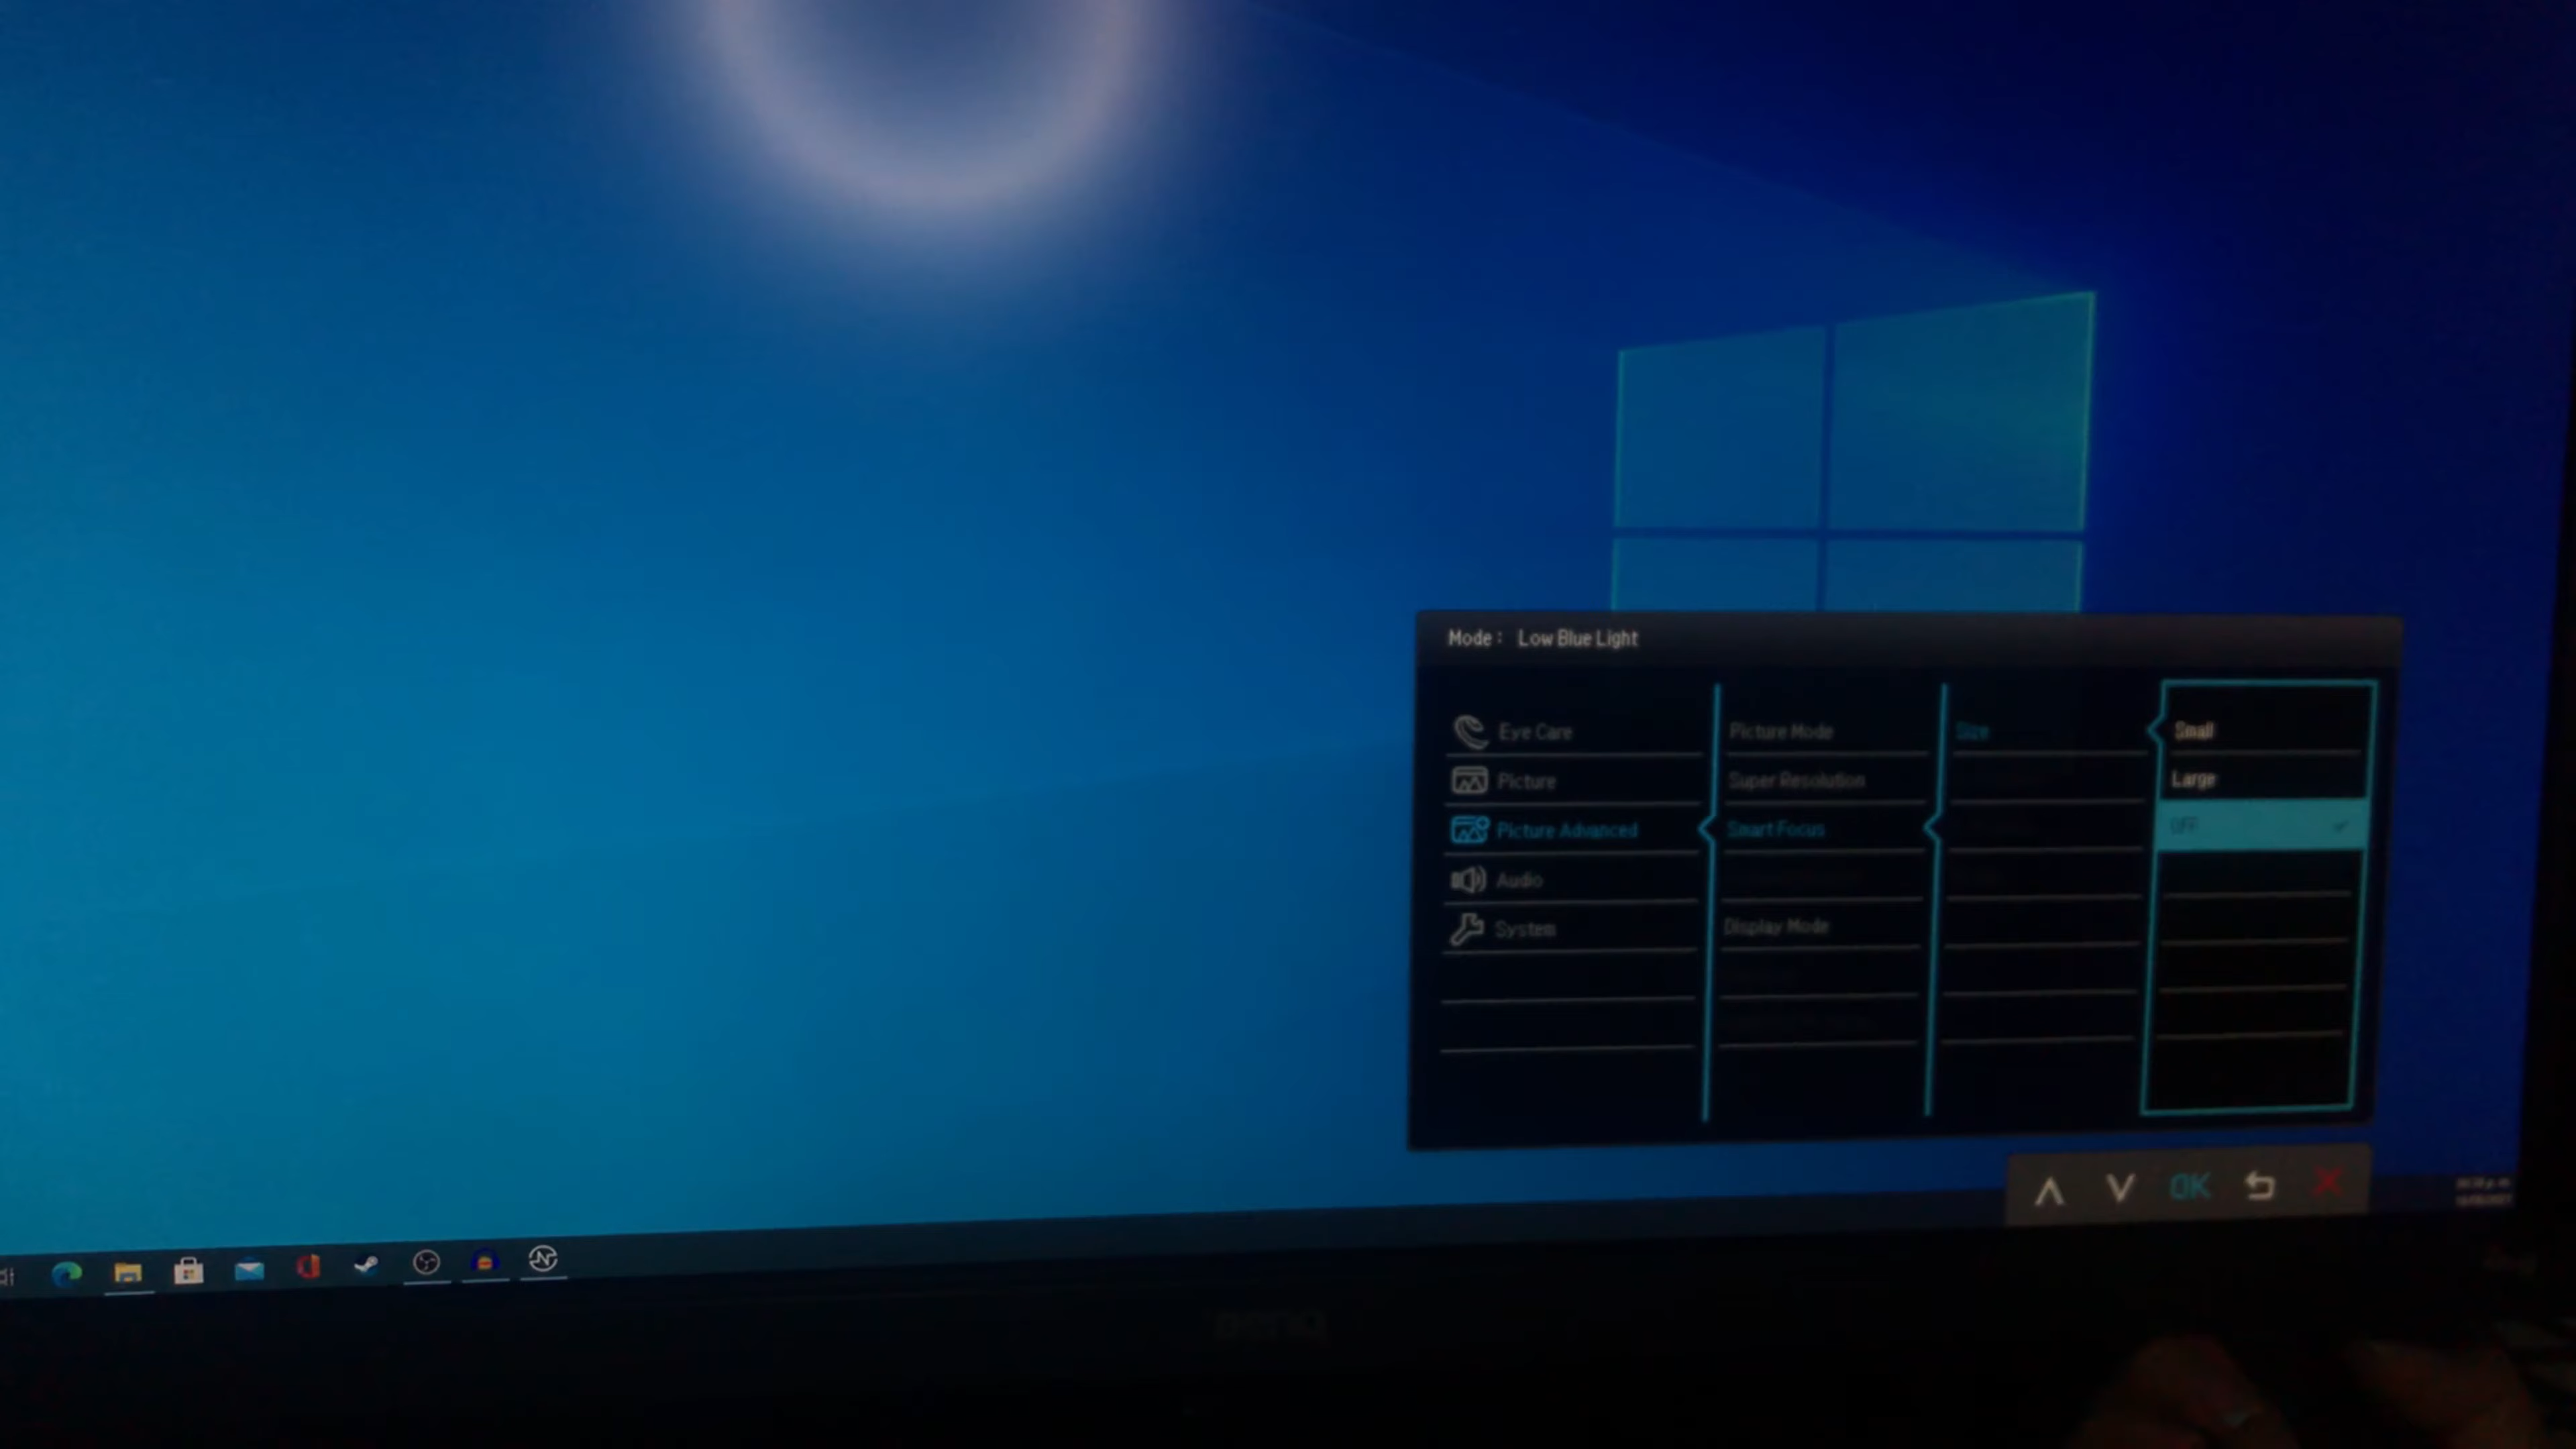 Mode : Low Blue Light
Eye Care
Picture
Picture Advanced
Audio
System
Picture Mode
Super Resolution
Smart Focus
Display Mode
Size
Small
Large
OFF
OK
BenQ